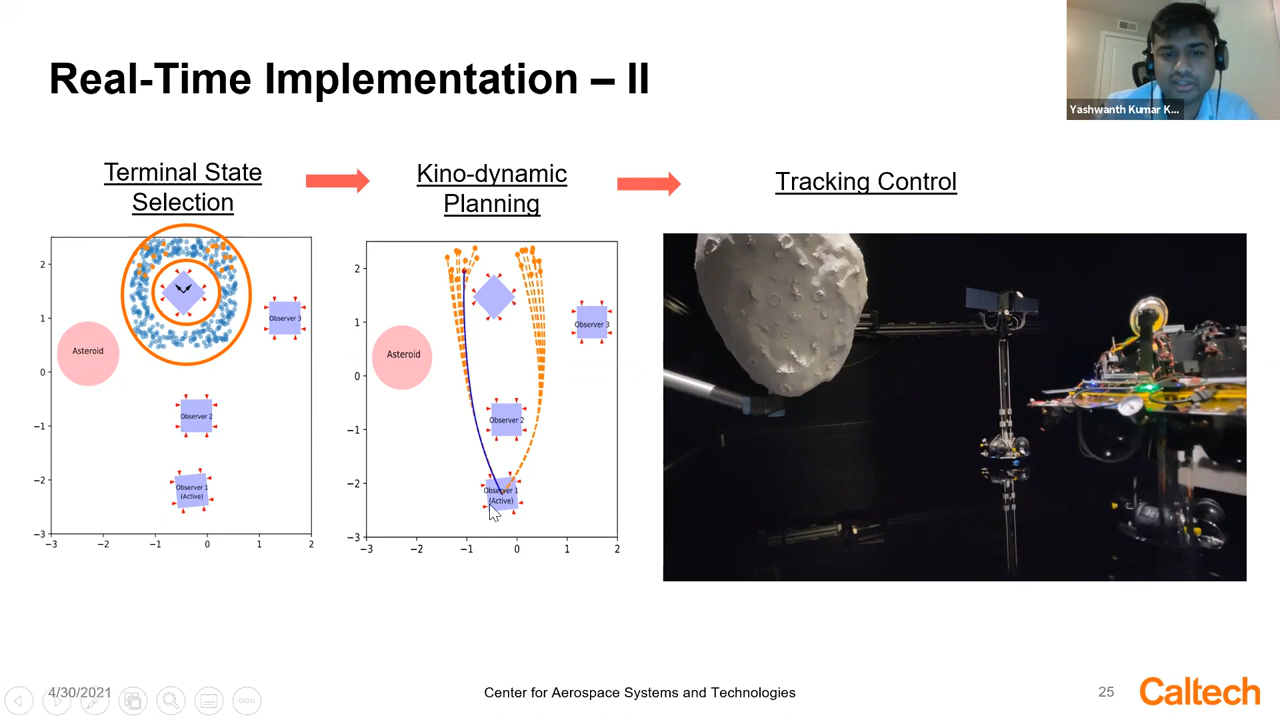 Real-Time Implementation – II
Yashwanth Kumar K...
Terminal State
Selection
Kino-dynamic
Planning
Tracking Control
2
1
0
−1
−2
−3
−3
−2
−1
0
1
2
Asteroid
Observer 3
Observer 2
Observer 1
(Active)
2
1
0
−1
−2
−3
−3
−2
−1
0
1
2
Asteroid
Observer 3
Observer 2
Observer 1
(Active)
4/30/2021
Center for Aerospace Systems and Technologies
25
Caltech